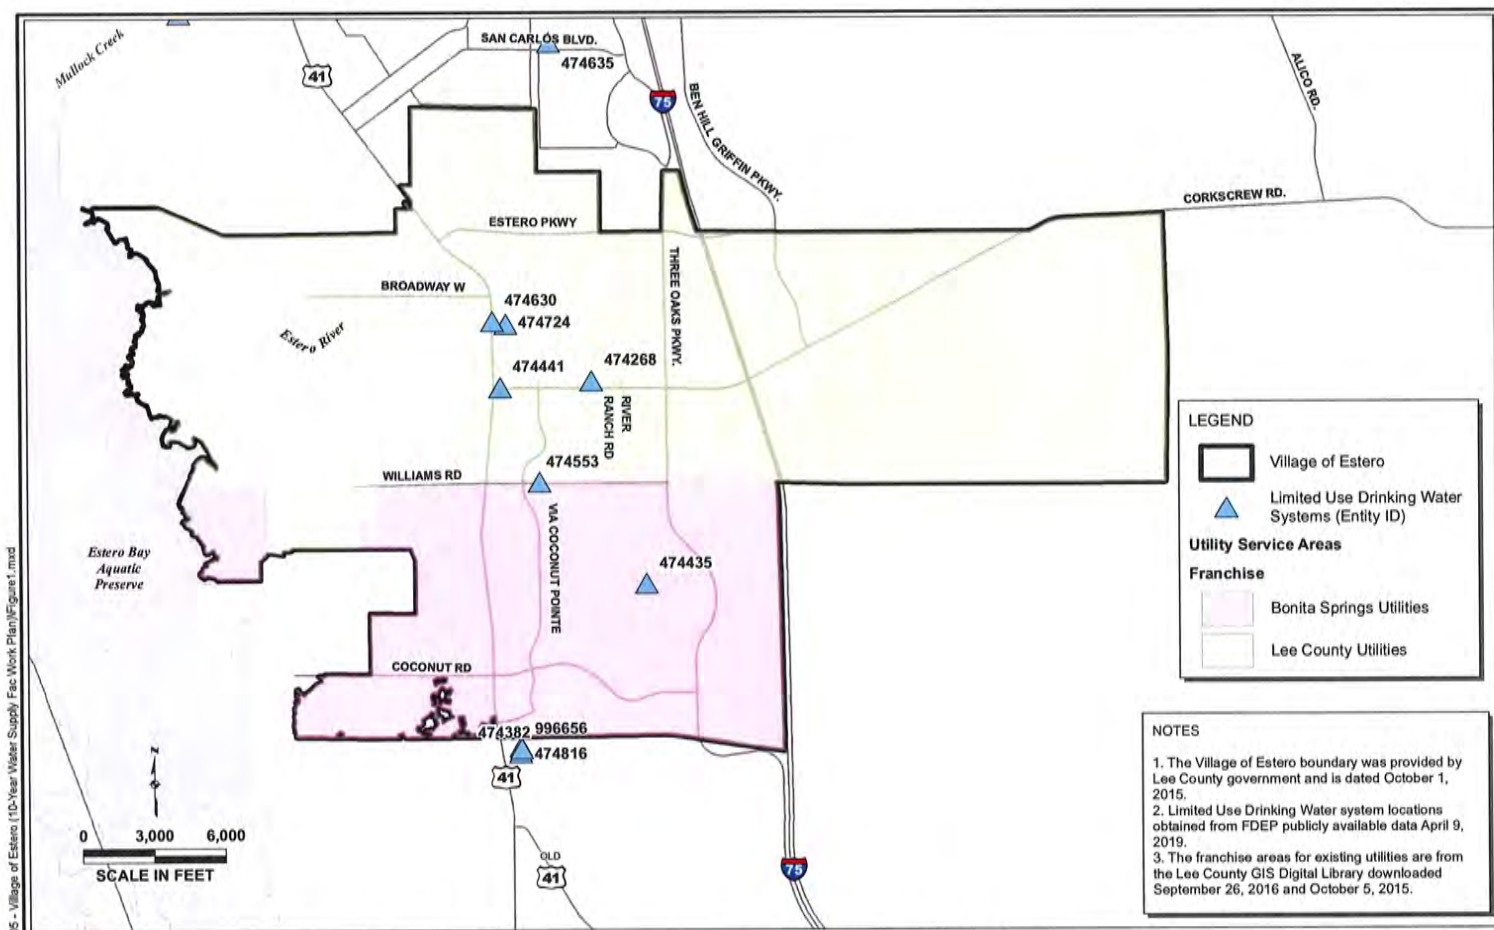 Mullock Creek
41
SAN CARLOS BLVD.
474635
75
BEN HILL GRIFFIN PKWY.
ALICO RD.
CORKSCREW RD.
ESTERO PKWY
THREE OAKS PKWY.
BROADWAY W
474630
474724
Estero River
474441
474268
RIVER
RANCH RD
474553
WILLIAMS RD
VIA COCONUT POINTE
474435
Estero Bay
Aquatic
Preserve
COCONUT RD
474382 996656
474816
41
OLD
41
75
N
0 3,000 6,000
SCALE IN FEET
LEGEND
Village of Estero
Limited Use Drinking Water
Systems (Entity ID)
Utility Service Areas
Franchise
Bonita Springs Utilities
Lee County Utilities
NOTES
1. The Village of Estero boundary was provided by
Lee County government and is dated October 1,
2015.
2. Limited Use Drinking Water system locations
obtained from FDEP publicly available data April 9,
2019.
3. The franchise areas for existing utilities are from
the Lee County GIS Digital Library downloaded
September 26, 2016 and October 5, 2015.
- Village of Estero (10-Year Water Supply Fac Work Plan)\Figure1.mxd